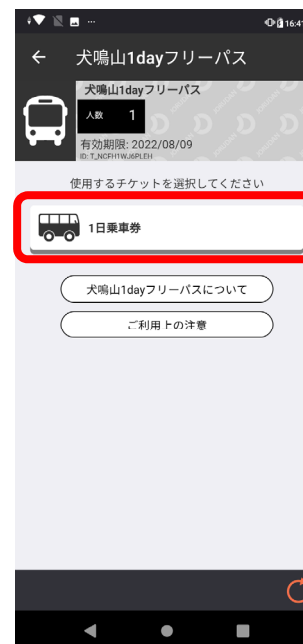 16:41
犬鳴山1dayフリーパス
犬鳴山1dayフリーパス
人数 1
有効期限: 2022/08/09
ID: T_NCFH1WJ6PLEH
使用するチケットを選択してください
1日乗車券
犬鳴山1dayフリーパスについて
ご利用上の注意